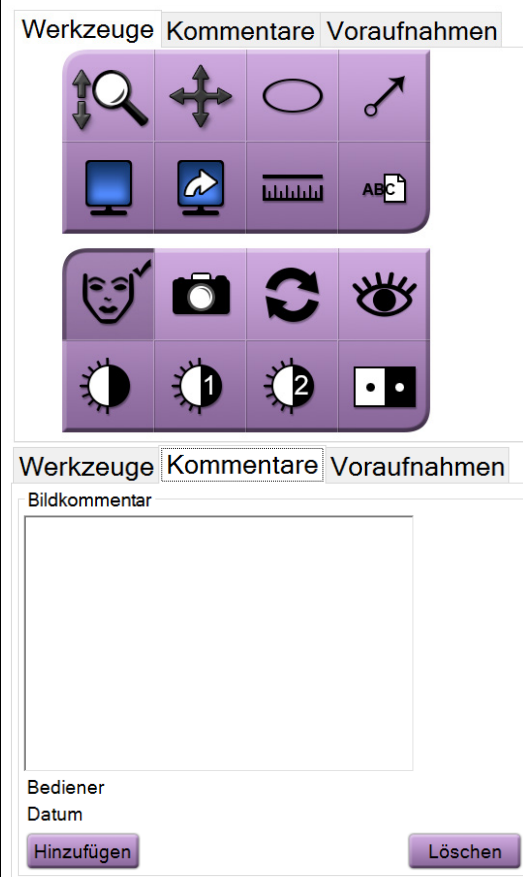 Werkzeuge Kommentare Voraufnahmen
ABC
1 2
Werkzeuge Kommentare Voraufnahmen
Bildkommentar
Bediener
Datum
Hinzufügen Löschen